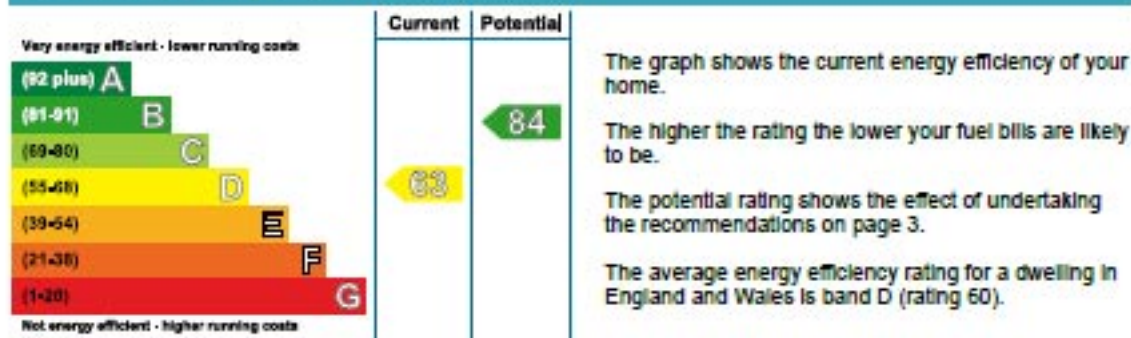 Current Potential
Very energy efficient - lower running costs
(92 plus) A
(81-91) B
84
(69-80) C
(55-68) D
63
(39-54) E
(21-38) F
(1-20) G
Not energy efficient - higher running costs
The graph shows the current energy efficiency of your
home.
The higher the rating the lower your fuel bills are likely
to be.
The potential rating shows the effect of undertaking
the recommendations on page 3.
The average energy efficiency rating for a dwelling in
England and Wales is band D (rating 60).